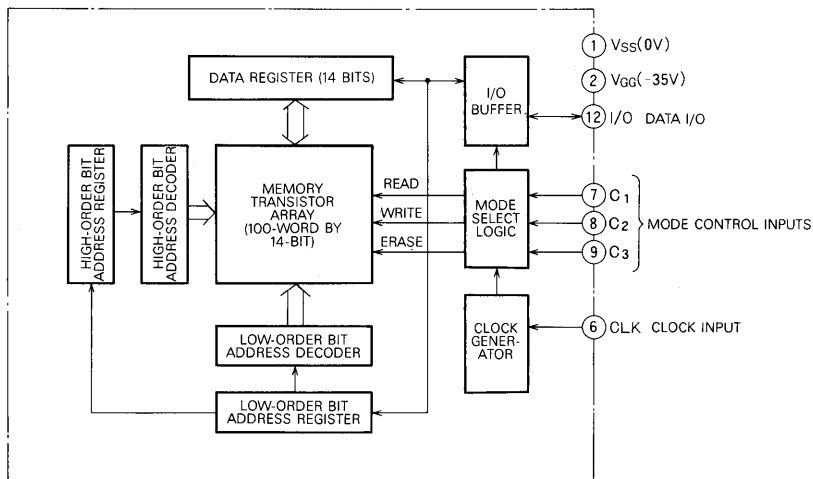 1 VSS(0V)
2 VGG(-35V)
12 I/O DATA I/O
DATA REGISTER (14 BITS)
I/O
BUFFER
HIGH-ORDER BIT
ADDRESS REGISTER
HIGH-ORDER BIT
ADDRESS DECODER
MEMORY
TRANSISTOR
ARRAY
(100-WORD BY
14-BIT)
READ
WRITE
ERASE
MODE
SELECT
LOGIC
7 C1
8 C2
9 C3
MODE CONTROL INPUTS
LOW-ORDER BIT
ADDRESS DECODER
CLOCK
GENER-
ATOR
6 CLK CLOCK INPUT
LOW-ORDER BIT
ADDRESS REGISTER